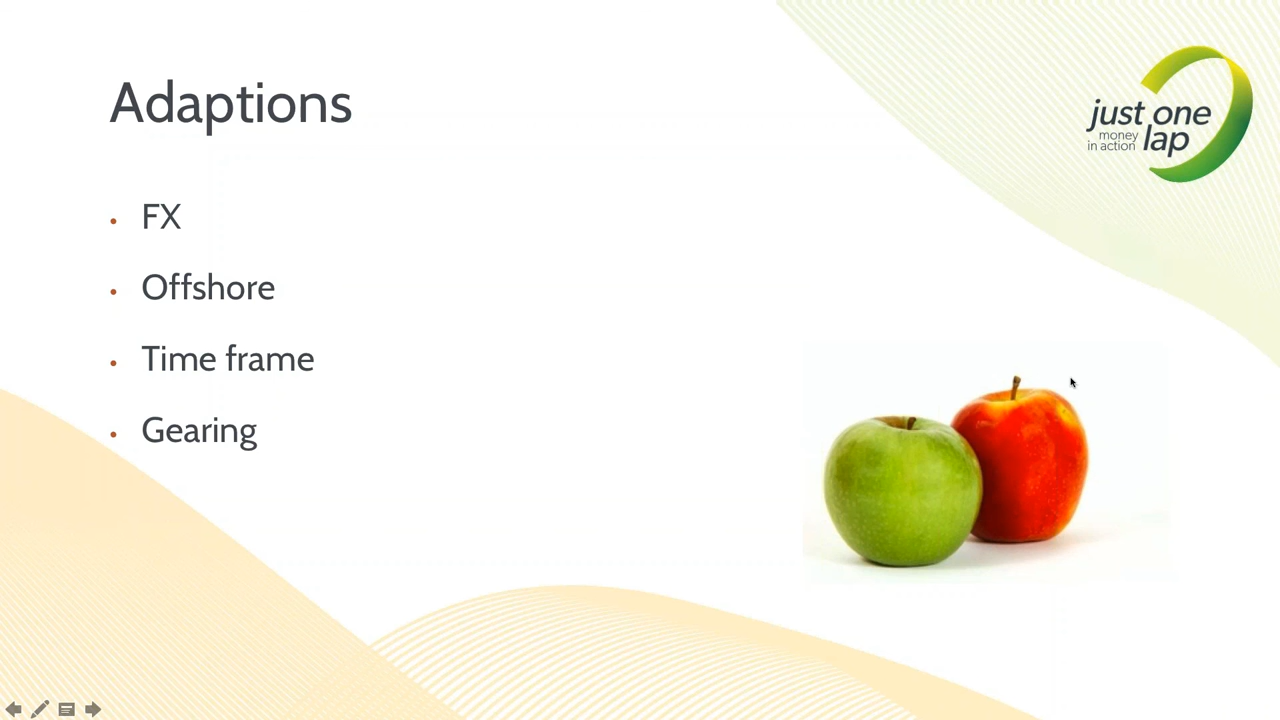 Adaptions
just one
money
in action lap
• FX
• Offshore
• Time frame
• Gearing